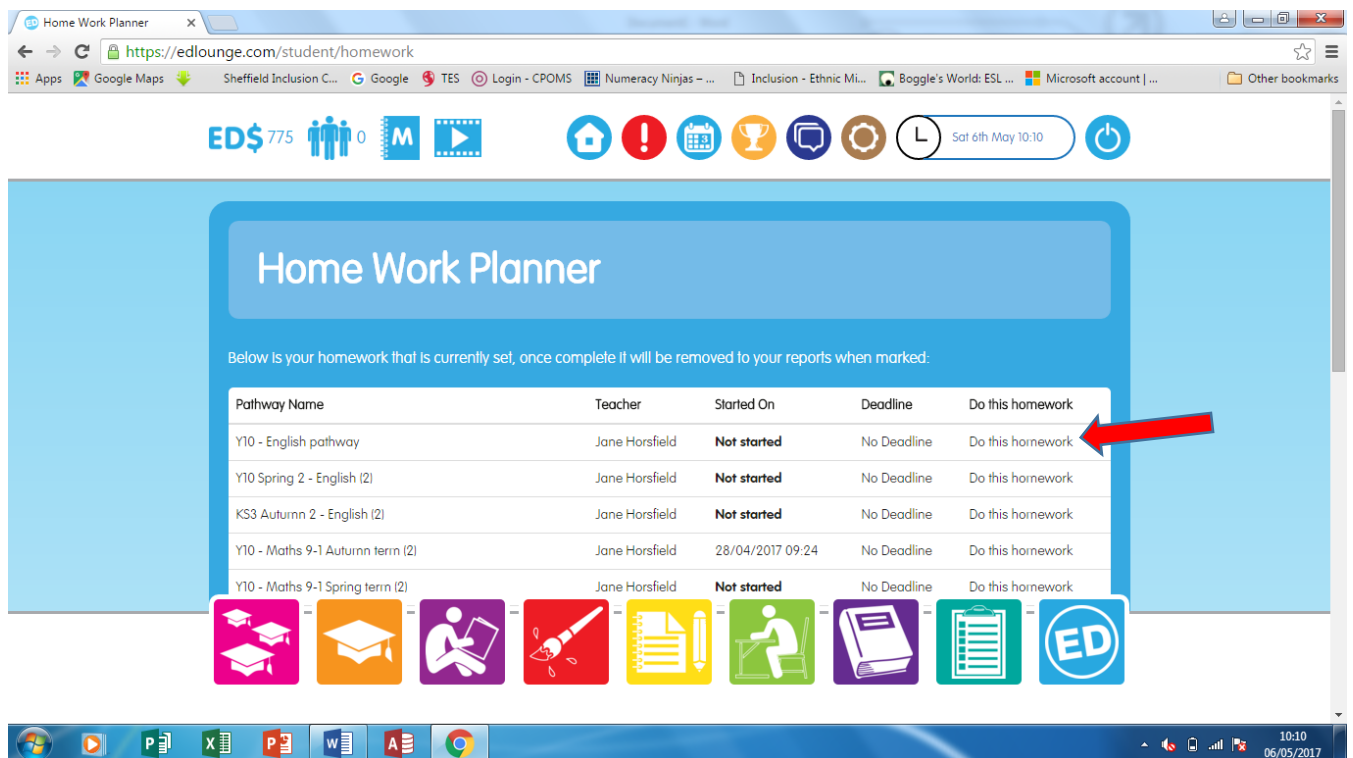 Home Work Planner
https://edlounge.com/student/homework
Apps Google Maps Sheffield Inclusion C... Google TES Login - CPOMS Numeracy Ninjas – ... Inclusion - Ethnic Mi... Boggle's World: ESL ... Microsoft account | ... Other bookmarks
ED$ 775 0 M 3 L Sat 6th May 10:10
Home Work Planner
Below is your homework that is currently set, once complete it will be removed to your reports when marked:
Pathway Name Teacher Started On Deadline Do this homework
Y10 - English pathway Jane Horsfield Not started No Deadline Do this homework
Y10 Spring 2 - English (2) Jane Horsfield Not started No Deadline Do this homework
KS3 Autumn 2 - English (2) Jane Horsfield Not started No Deadline Do this homework
Y10 - Maths 9-1 Autumn term (2) Jane Horsfield 28/04/2017 09:24 No Deadline Do this homework
Y10 - Maths 9-1 Spring term (2) Jane Horsfield Not started No Deadline Do this homework
ED
10:10
06/05/2017